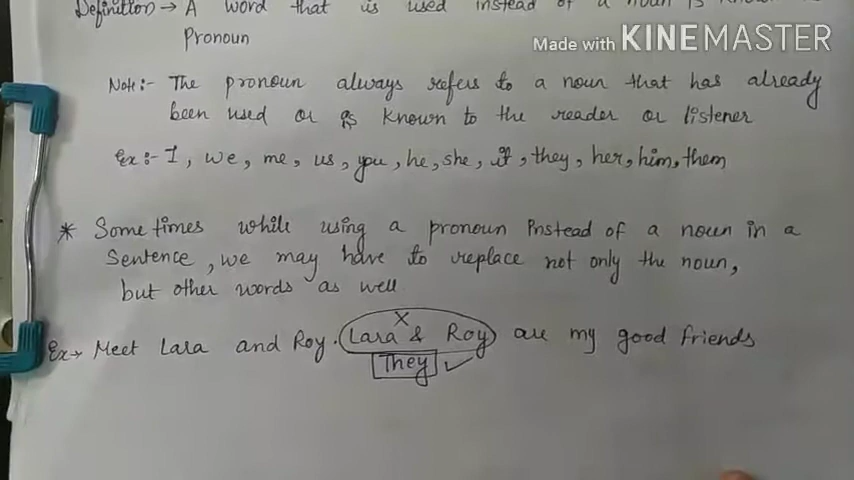 Definition → A word that is used instead of a noun is
Made with KINEMASTER
Pronoun
Note:- The pronoun always refers to a noun that has already
been used or is known to the reader or listener
Ex:- I, we, me, us, you, he, she, it, they, her, him, them
* Sometimes while using a pronoun instead of a noun in a
sentence, we may have to replace not only the noun,
but other words as well
Ex→ Meet Lara and Roy. Lara & Roy are my good friends
X
They ✓